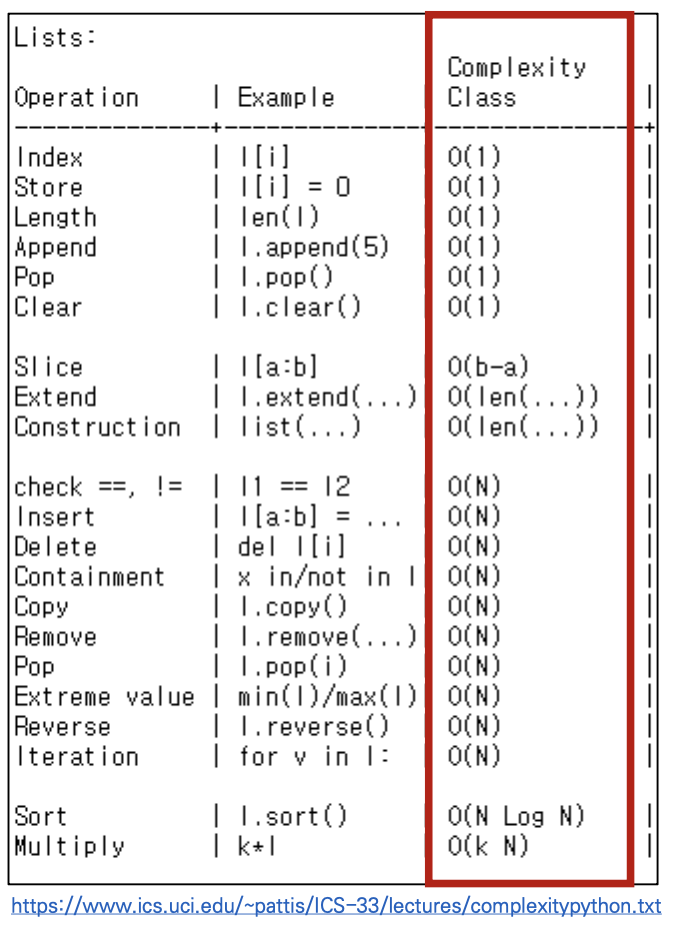 Lists:
Complexity
Operation | Example | Class |
---------------+--------------------+--------------------+
Index | l[i] | O(1) |
Store | l[i] = 0 | O(1) |
Length | len(l) | O(1) |
Append | l.append(5) | O(1) |
Pop | l.pop() | O(1) |
Clear | l.clear() | O(1) |
Slice | l[a:b] | O(b-a) |
Extend | l.extend(...) | O(len(...)) |
Construction | list(...) | O(len(...)) |
check ==, != | l1 == l2 | O(N) |
Insert | l[a:b] = ... | O(N) |
Delete | del l[i] | O(N) |
Containment | x in/not in l | O(N) |
Copy | l.copy() | O(N) |
Remove | l.remove(...) | O(N) |
Pop | l.pop(i) | O(N) |
Extreme value | min(l)/max(l) | O(N) |
Reverse | l.reverse() | O(N) |
Iteration | for v in l: | O(N) |
Sort | l.sort() | O(N Log N) |
Multiply | k*l | O(k N) |
https://www.ics.uci.edu/~pattis/ICS-33/lectures/complexitypython.txt